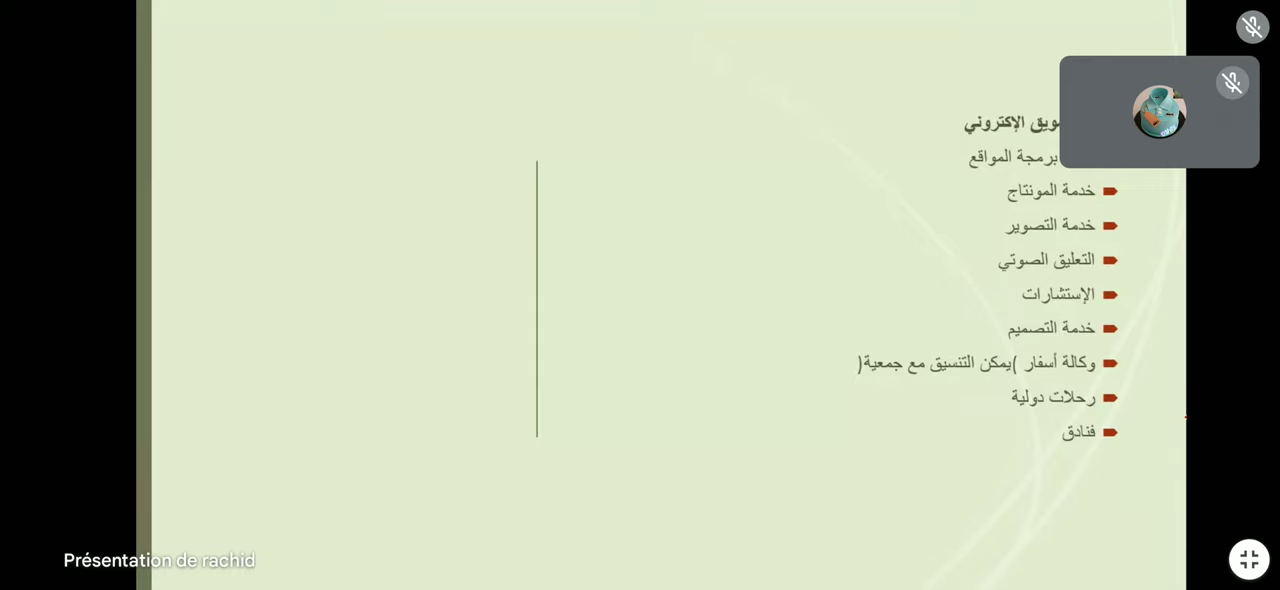 الإكتروني
برمجة المواقع
خدمة المونتاج
خدمة التصوير
التعليق الصوتي
الإستشارات
خدمة التصميم
وكالة أسفار )يمكن التنسيق مع جمعية(
رحلات دولية
فنادق
Présentation de rachid